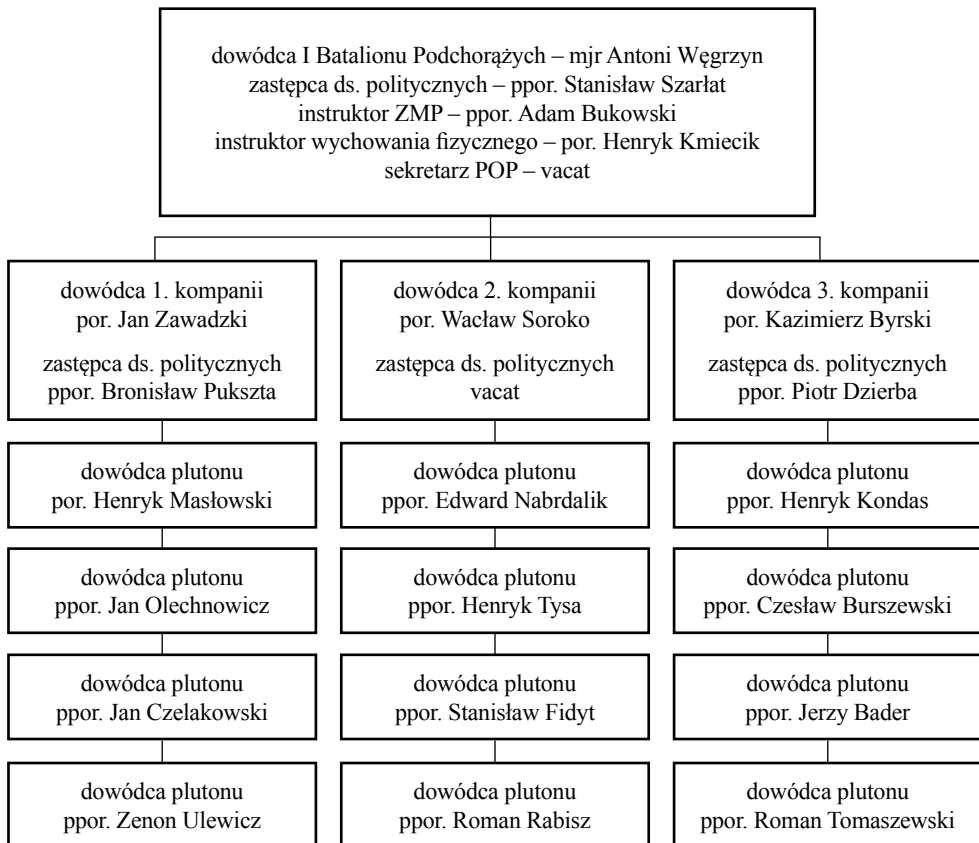 dowódca I Batalionu Podchorążych – mjr Antoni Węgrzyn
zastępca ds. politycznych – ppor. Stanisław Szarłat
instruktor ZMP – ppor. Adam Bukowski
instruktor wychowania fizycznego – por. Henryk Kmiecik
sekretarz POP – vacat
dowódca 1. kompanii
por. Jan Zawadzki
zastępca ds. politycznych
ppor. Bronisław Pukszta
dowódca 2. kompanii
por. Wacław Soroko
zastępca ds. politycznych
vacat
dowódca 3. kompanii
por. Kazimierz Byrski
zastępca ds. politycznych
ppor. Piotr Dzierba
dowódca plutonu
por. Henryk Masłowski
dowódca plutonu
ppor. Edward Nabrdalik
dowódca plutonu
ppor. Henryk Kondas
dowódca plutonu
ppor. Jan Olechnowicz
dowódca plutonu
ppor. Henryk Tysa
dowódca plutonu
ppor. Czesław Burszewski
dowódca plutonu
ppor. Jan Czelakowski
dowódca plutonu
ppor. Stanisław Fidyt
dowódca plutonu
ppor. Jerzy Bader
dowódca plutonu
ppor. Zenon Ulewicz
dowódca plutonu
ppor. Roman Rabisz
dowódca plutonu
ppor. Roman Tomaszewski